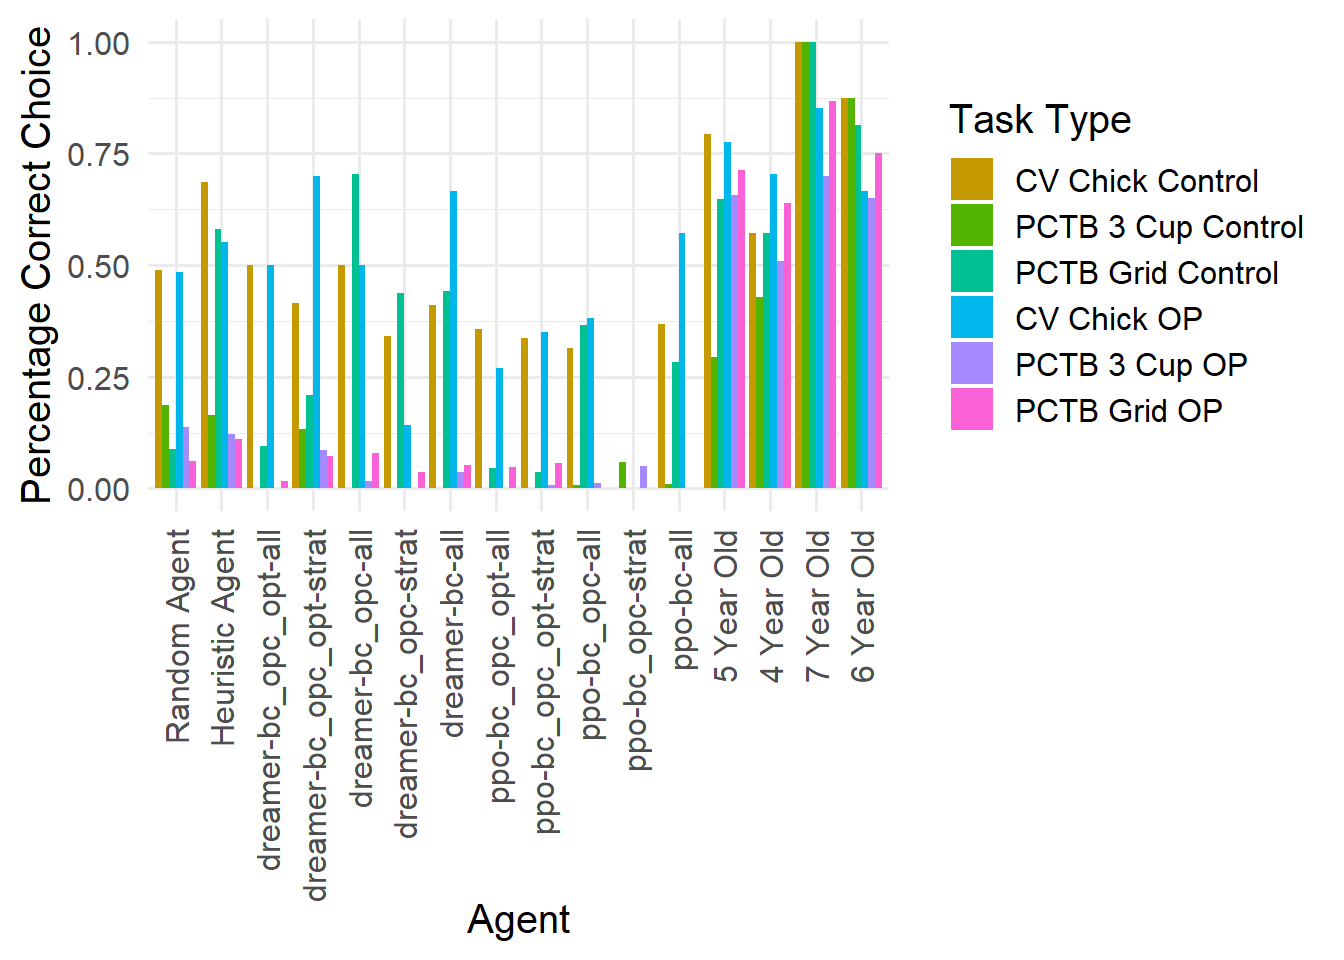 Percentage Correct Choice
1.00
0.75
0.50
0.25
0.00
Random Agent
Heuristic Agent
dreamer-bc_opc_opt-all
dreamer-bc_opc_opt-strat
dreamer-bc_opc-all
dreamer-bc_opc-strat
dreamer-bc-all
ppo-bc_opc_opt-all
ppo-bc_opc_opt-strat
ppo-bc_opc-all
ppo-bc_opc-strat
ppo-bc-all
5 Year Old
4 Year Old
7 Year Old
6 Year Old
Agent
Task Type
CV Chick Control
PCTB 3 Cup Control
PCTB Grid Control
CV Chick OP
PCTB 3 Cup OP
PCTB Grid OP